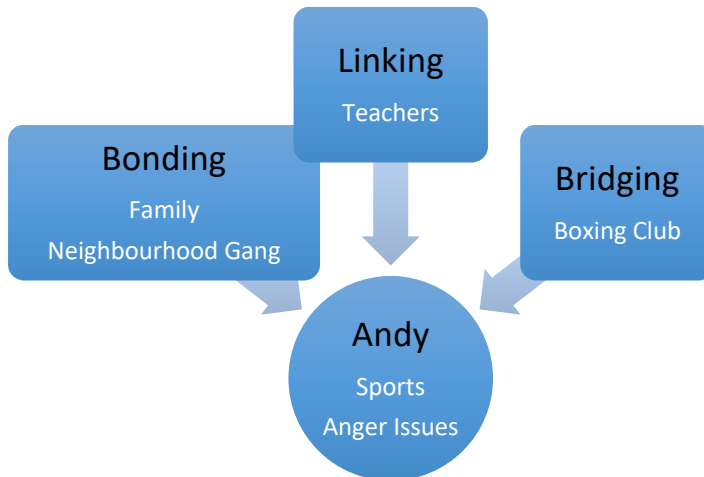 Linking
Teachers
Bonding
Family
Neighbourhood Gang
Bridging
Boxing Club
Andy
Sports
Anger Issues